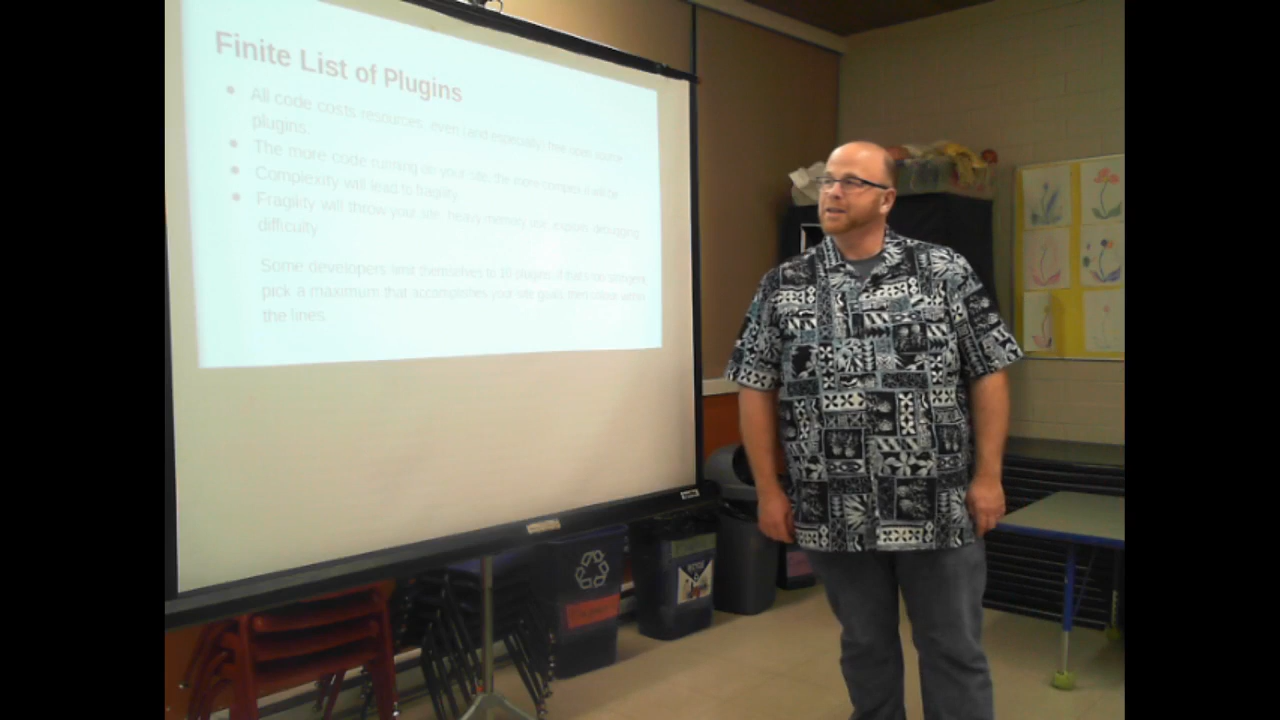 Finite List of Plugins
All code costs resources, even (and especially) free open source
plugins.
The more code running on your site, the more complex it will be
Complexity will lead to fragility
Fragility will throw your site, heavy memory use, exploits, debugging
difficulty
Some developers limit themselves to 10 plugins. If that's too
pick a maximum that accomplishes your site goals, then colour within
the lines.